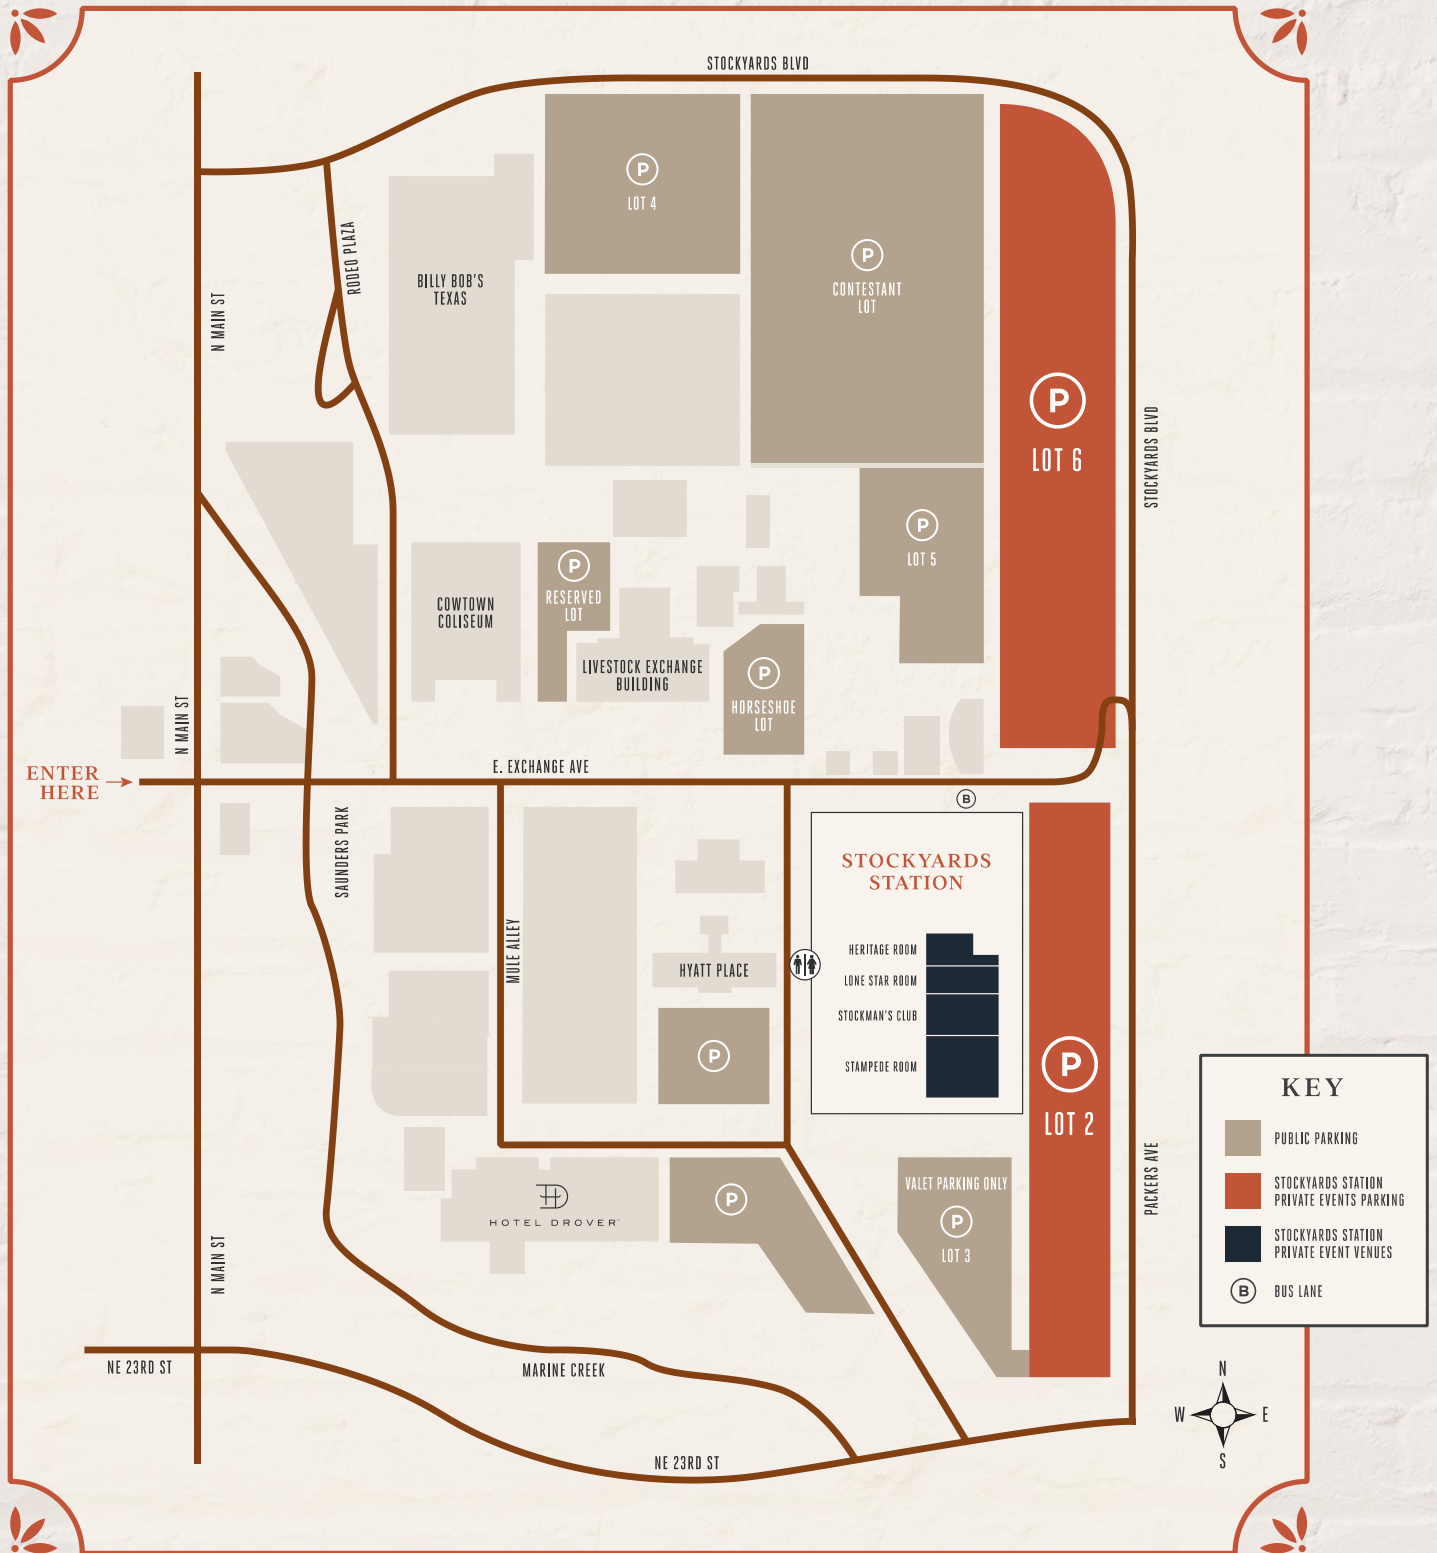 STOCKYARDS BLVD
P
LOT 4
RODEO PLAZA
BILLY BOB'S
TEXAS
P
CONTESTANT
LOT
N MAIN ST
P
LOT 6
STOCKYARDS BLVD
P
LOT 5
P
RESERVED
LOT
COWTOWN
COLISEUM
LIVESTOCK EXCHANGE
BUILDING
P
HORSESHOE
LOT
N MAIN ST
ENTER
HERE
E. EXCHANGE AVE
B
SAUNDERS PARK
STOCKYARDS
STATION
MULE ALLEY
HERITAGE ROOM
HYATT PLACE
LONE STAR ROOM
STOCKMAN'S CLUB
P
STAMPEDE ROOM
P
LOT 2
KEY
PUBLIC PARKING
STOCKYARDS STATION
PRIVATE EVENTS PARKING
STOCKYARDS STATION
PRIVATE EVENT VENUES
B
BUS LANE
PACKERS AVE
VALET PARKING ONLY
P
LOT 3
P
HOTEL DROVER
N MAIN ST
NE 23RD ST
MARINE CREEK
NE 23RD ST
N
W
E
S